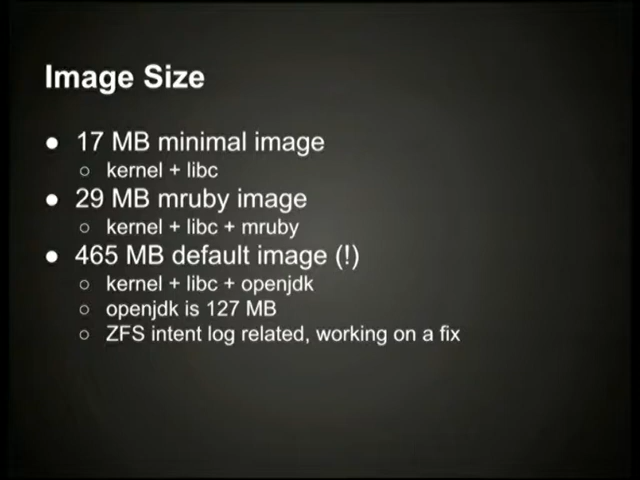 Image Size
● 17 MB minimal image
○ kernel + libc
● 29 MB mruby image
○ kernel + libc + mruby
● 465 MB default image (!)
○ kernel + libc + openjdk
○ openjdk is 127 MB
○ ZFS intent log related, working on a fix